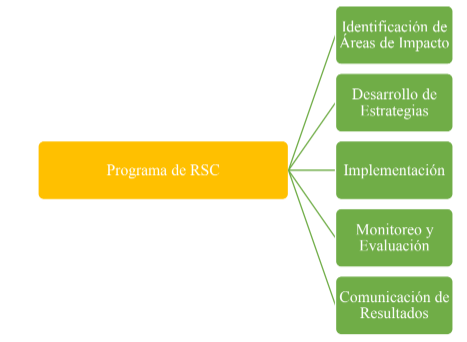 Programa de RSC
Identificación de
Áreas de Impacto
Desarrollo de
Estrategias
Implementación
Monitoreo y
Evaluación
Comunicación de
Resultados